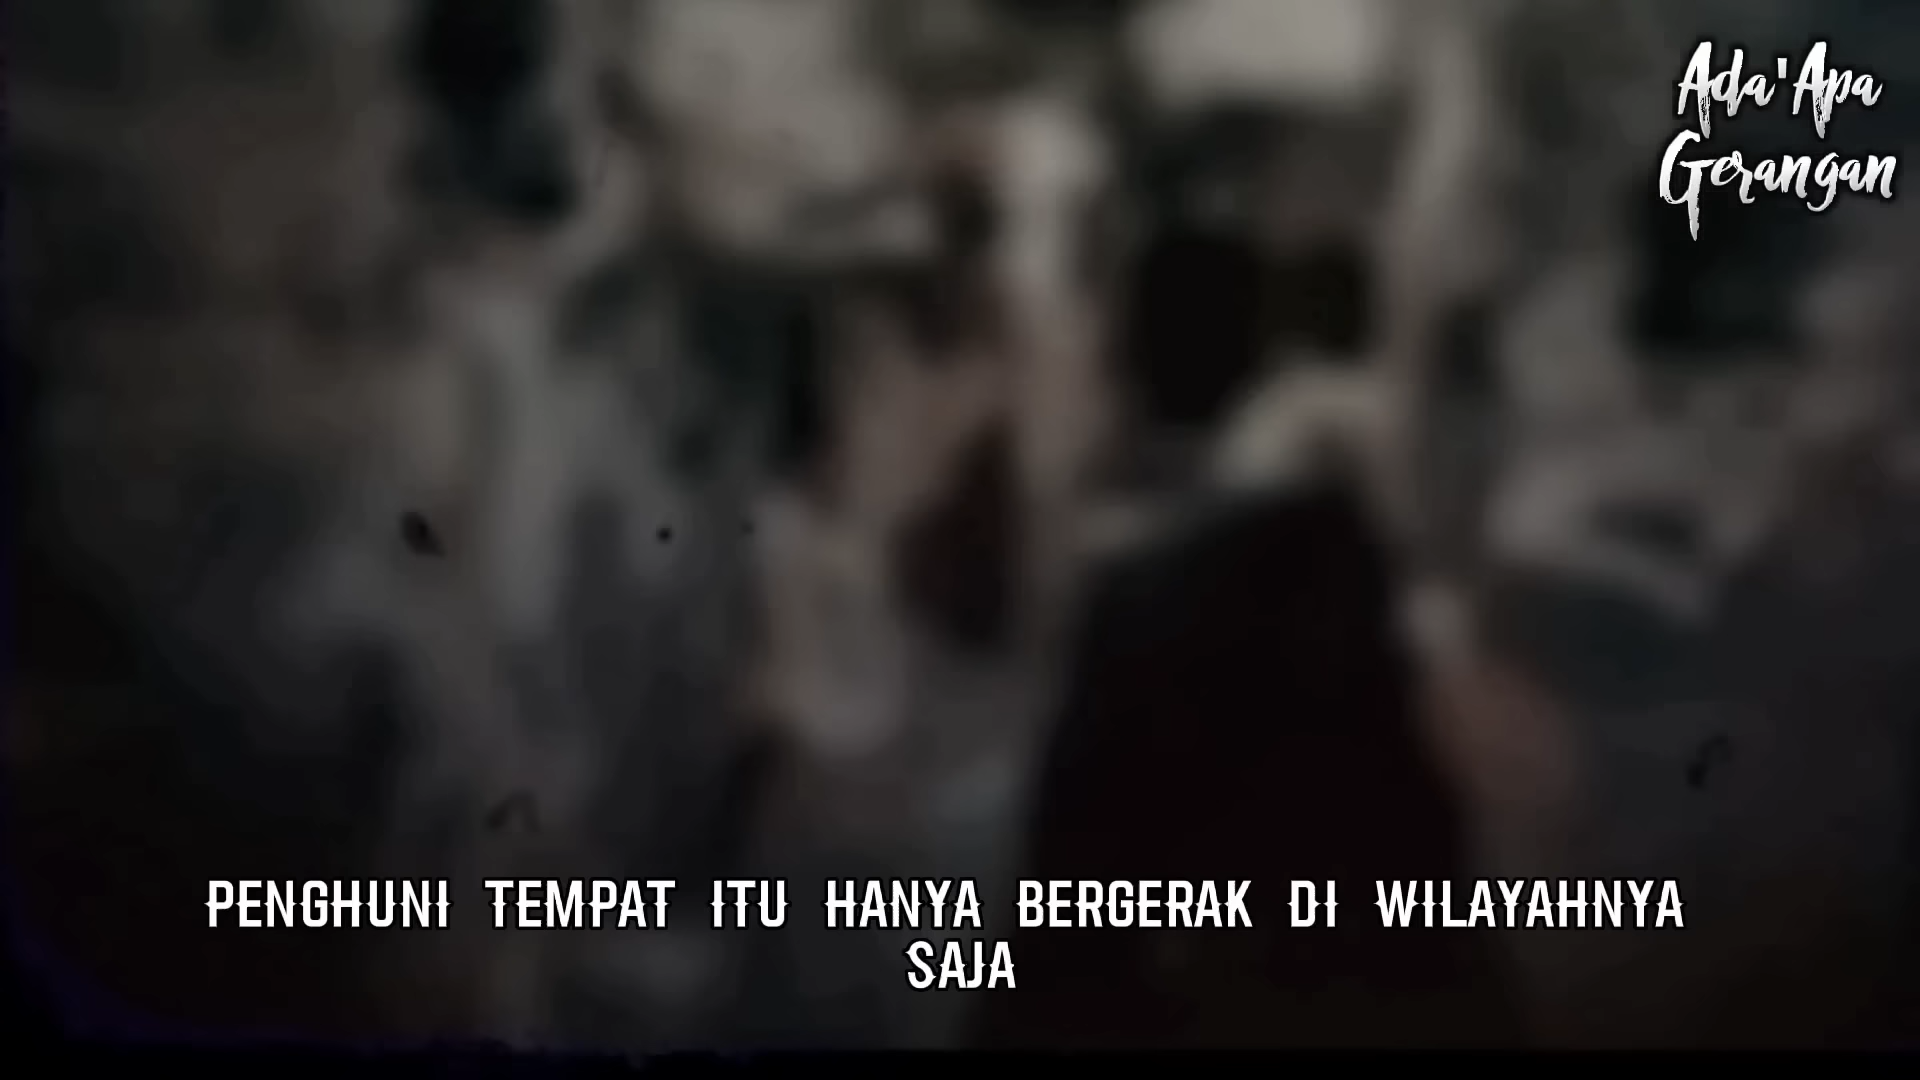 Ada'Apa
Gerangan
PENGHUNI TEMPAT ITU HANYA BERGERAK DI WILAYAHNYA
SAJA